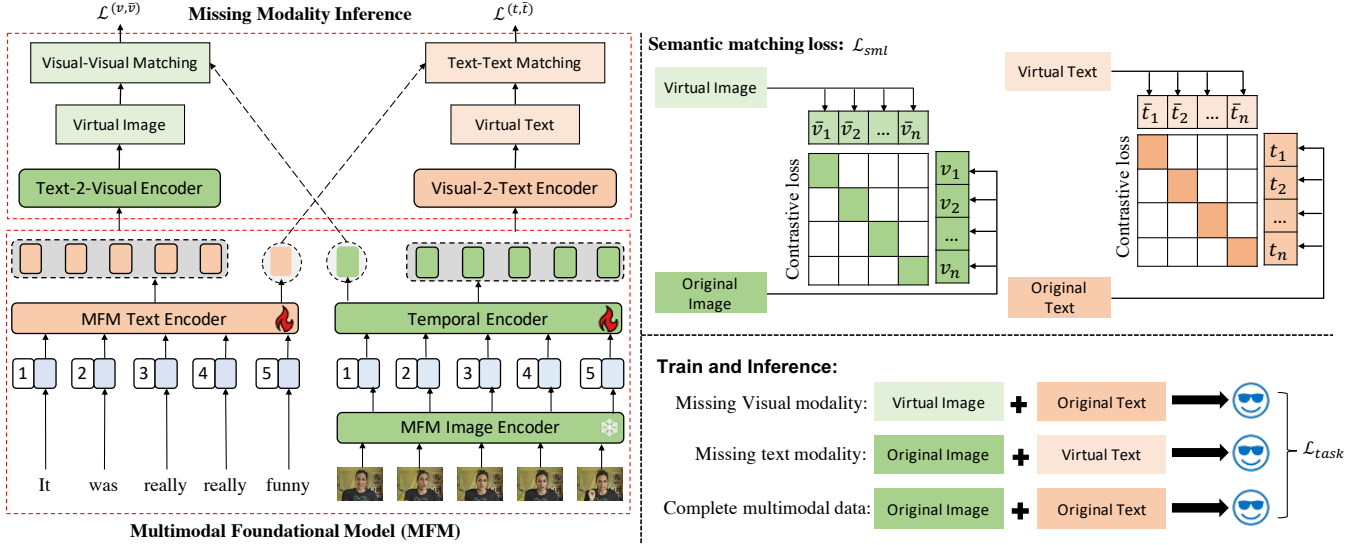 ℒ^(v,v̄)
Missing Modality Inference
ℒ^(t,t̄)
Visual-Visual Matching
Text-Text Matching
Virtual Image
Virtual Text
Text-2-Visual Encoder
Visual-2-Text Encoder
MFM Text Encoder
Temporal Encoder
1 2 3 4 5
1 2 3 4 5
MFM Image Encoder
It was really really funny
Multimodal Foundational Model (MFM)
Semantic matching loss: ℒ_sml
Virtual Image
v̄₁ v̄₂ ... v̄ₙ
Contrastive loss
v₁
v₂
...
vₙ
Original
Image
Virtual Text
t̄₁ t̄₂ ... t̄ₙ
Contrastive loss
t₁
t₂
...
tₙ
Original
Text
Train and Inference:
Missing Visual modality: Virtual Image + Original Text
Missing text modality: Original Image + Virtual Text
Complete multimodal data: Original Image + Original Text
ℒ_task